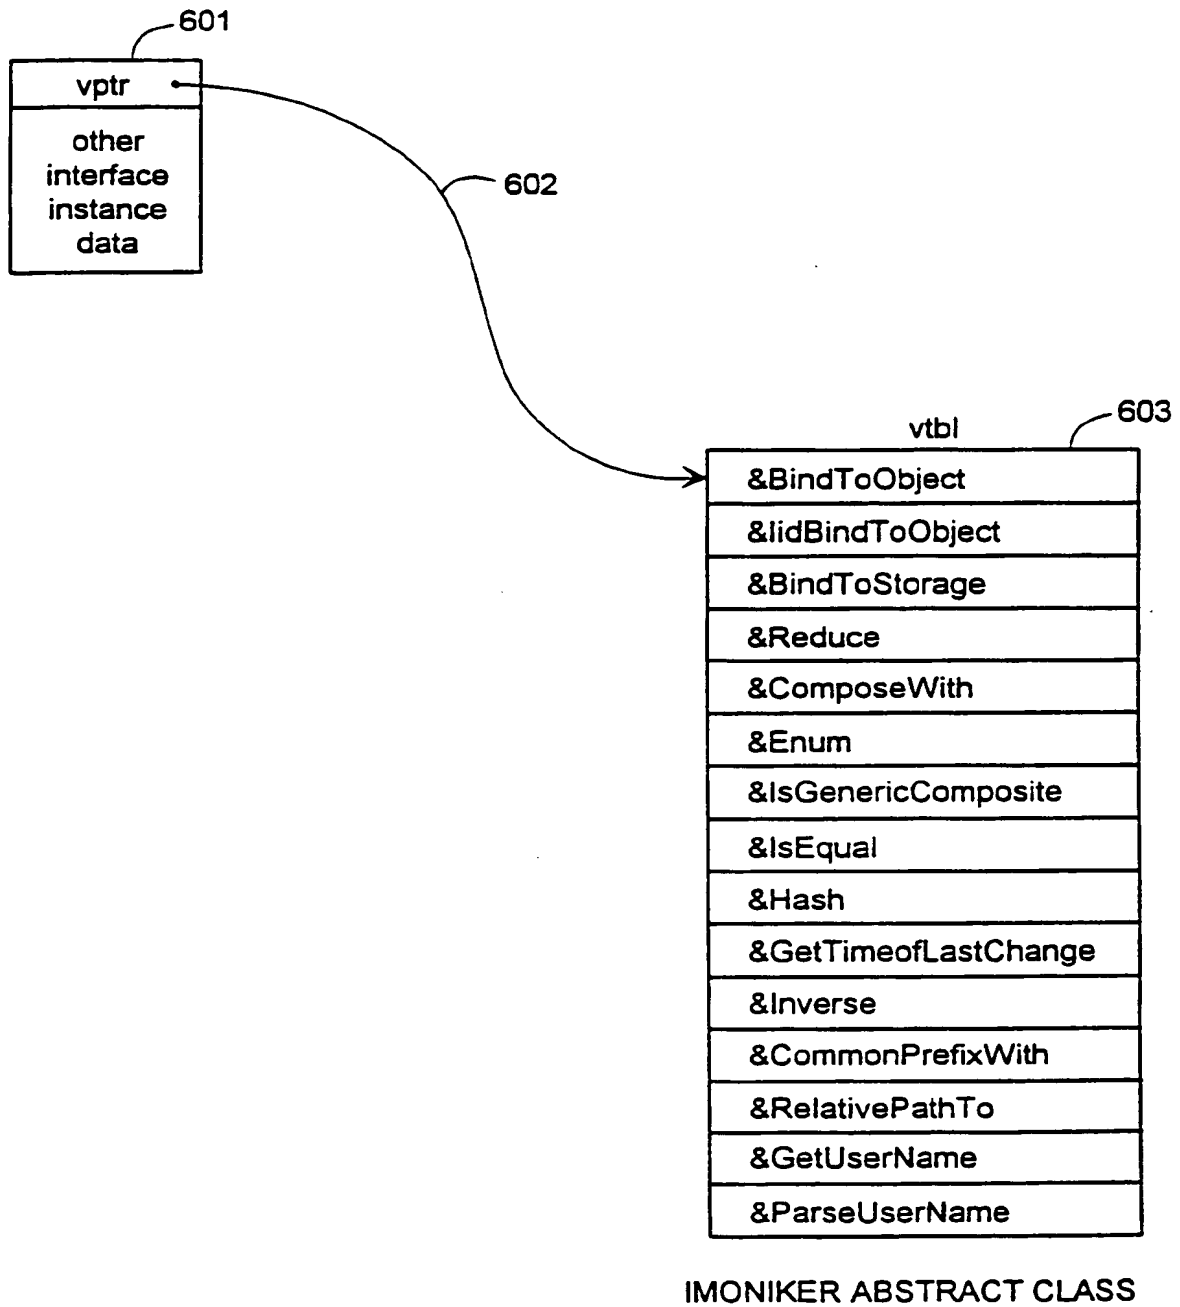 601
vptr
other
interface
instance
data
602
603
vtbl
&BindToObject
&IidBindToObject
&BindToStorage
&Reduce
&ComposeWith
&Enum
&IsGenericComposite
&IsEqual
&Hash
&GetTimeofLastChange
&Inverse
&CommonPrefixWith
&RelativePathTo
&GetUserName
&ParseUserName
IMONIKER ABSTRACT CLASS